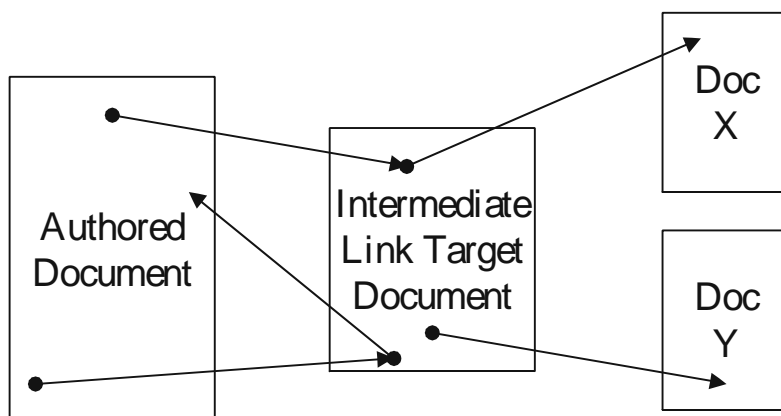 Authored
Document
Intermediate
Link Target
Document
Doc
X
Doc
Y